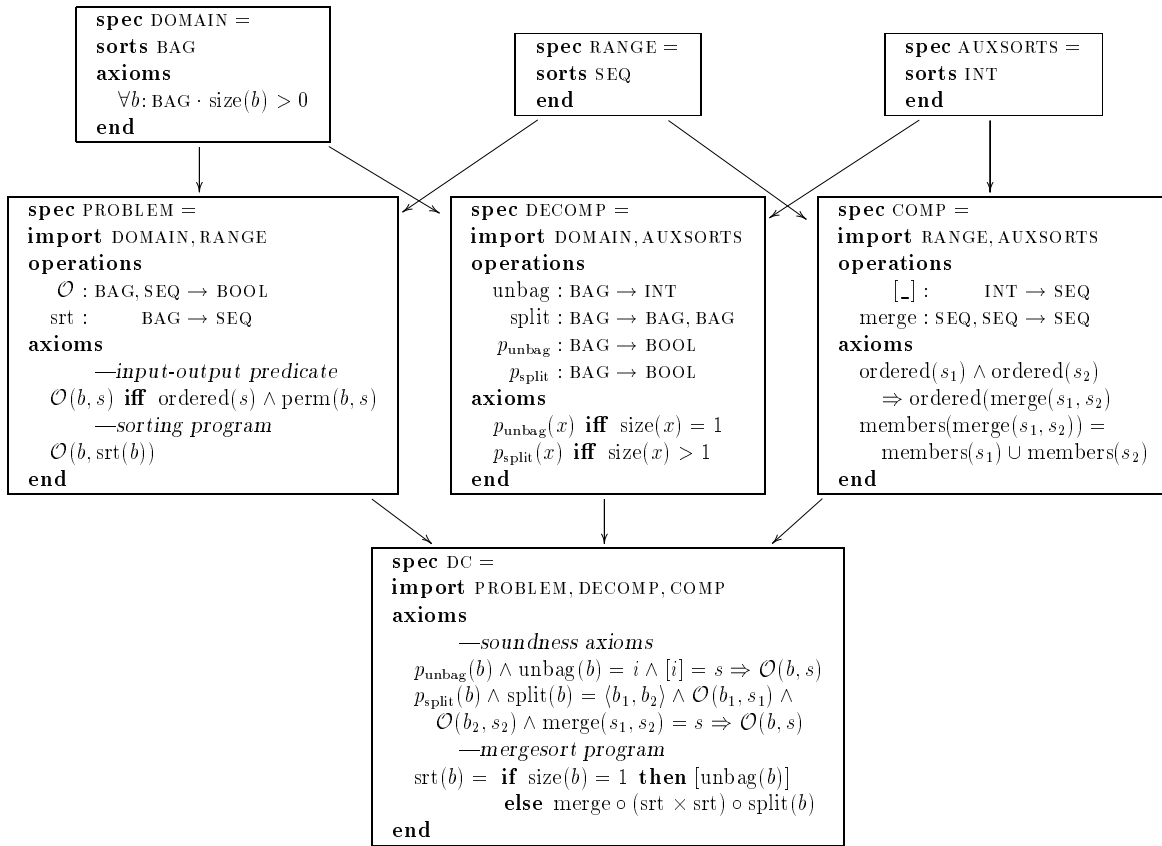 spec DOMAIN =
sorts BAG
axioms
∀b: BAG · size(b) > 0
end
spec RANGE =
sorts SEQ
end
spec AUXSORTS =
sorts INT
end
spec PROBLEM =
import DOMAIN, RANGE
operations
𝒪 : BAG, SEQ → BOOL
srt : BAG → SEQ
axioms
—input-output predicate
𝒪(b, s) iff ordered(s) ∧ perm(b, s)
—sorting program
𝒪(b, srt(b))
end
spec DECOMP =
import DOMAIN, AUXSORTS
operations
unbag : BAG → INT
split : BAG → BAG, BAG
p_unbag : BAG → BOOL
p_split : BAG → BOOL
axioms
p_unbag(x) iff size(x) = 1
p_split(x) iff size(x) > 1
end
spec COMP =
import RANGE, AUXSORTS
operations
[_] : INT → SEQ
merge : SEQ, SEQ → SEQ
axioms
ordered(s₁) ∧ ordered(s₂)
⇒ ordered(merge(s₁, s₂)
members(merge(s₁, s₂)) =
members(s₁) ∪ members(s₂)
end
spec DC =
import PROBLEM, DECOMP, COMP
axioms
—soundness axioms
p_unbag(b) ∧ unbag(b) = i ∧ [i] = s ⇒ 𝒪(b, s)
p_split(b) ∧ split(b) = ⟨b₁, b₂⟩ ∧ 𝒪(b₁, s₁) ∧
𝒪(b₂, s₂) ∧ merge(s₁, s₂) = s ⇒ 𝒪(b, s)
—mergesort program
srt(b) = if size(b) = 1 then [unbag(b)]
else merge ∘ (srt × srt) ∘ split(b)
end